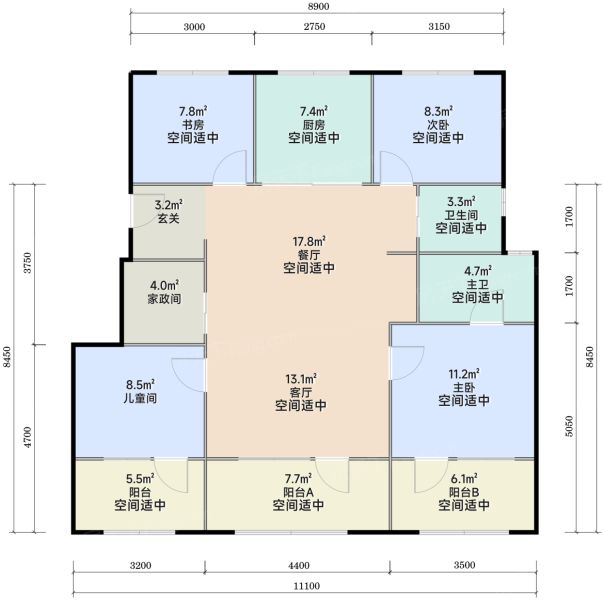 8900
3000
2750
3150
7.8㎡
书房
空间适中
7.4㎡
厨房
空间适中
8.3㎡
次卧
空间适中
3.2㎡
玄关
3.3㎡
卫生间
空间适中
17.8㎡
餐厅
空间适中
4.0㎡
家政间
4.7㎡
主卫
空间适中
8.5㎡
儿童间
13.1㎡
客厅
空间适中
11.2㎡
主卧
空间适中
5.5㎡
阳台
空间适中
7.7㎡
阳台A
空间适中
6.1㎡
阳台B
空间适中
8450
3750
4700
1700
1700
5050
8450
3200
4400
3500
11100